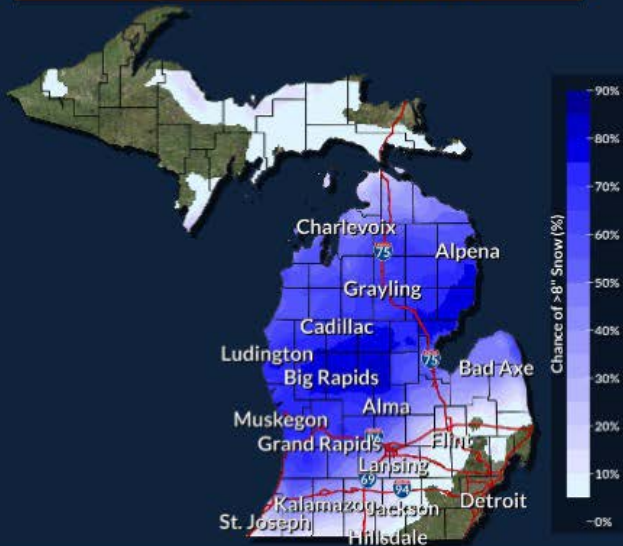 90%
80%
70%
60%
50%
40%
30%
20%
10%
0%
Chance of >8" Snow (%)
Charlevoix
75
Alpena
Grayling
Cadillac
Ludington
75
Bad Axe
Big Rapids
Alma
Muskegon
96
Flint
Grand Rapids
Lansing
69
94
Kalamazoo
Jackson
Detroit
St. Joseph
Hillsdale